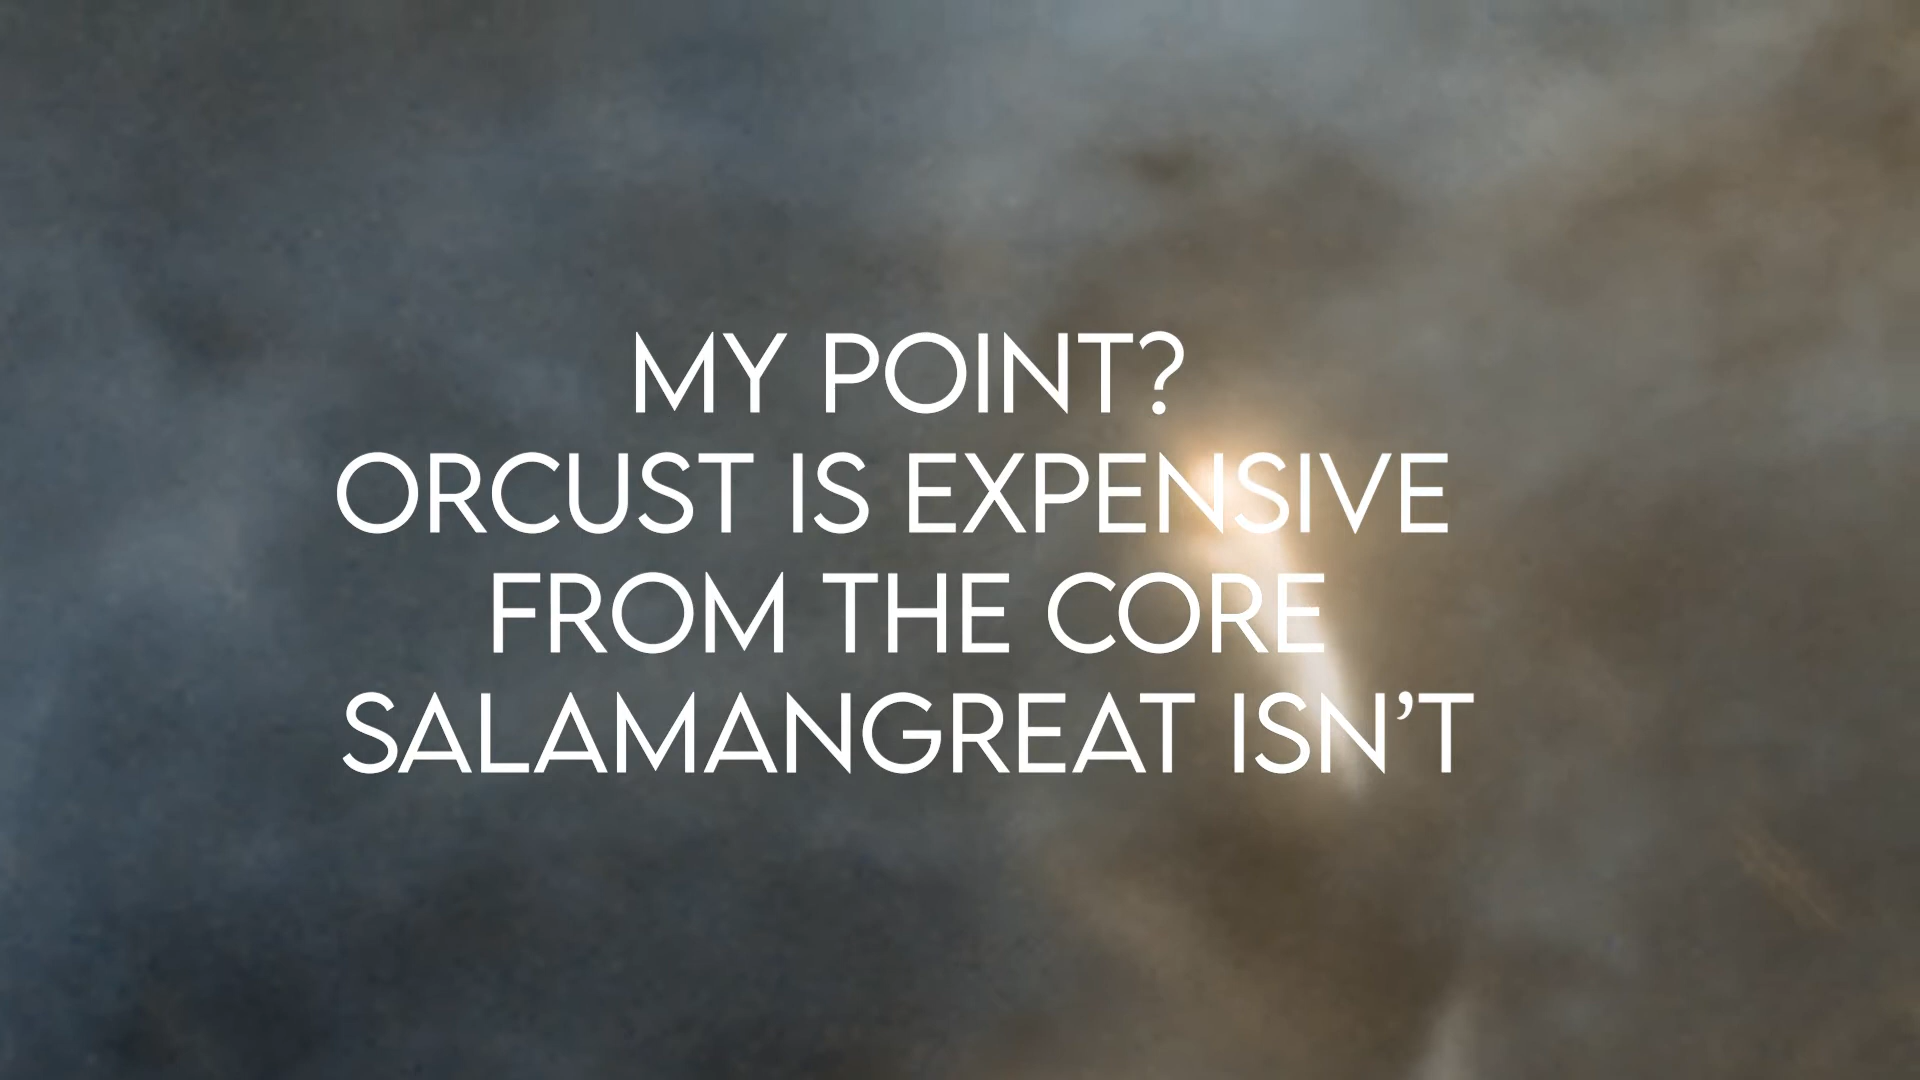 MY POINT?
ORCUST IS EXPENSIVE
FROM THE CORE
SALAMANGREAT ISN’T